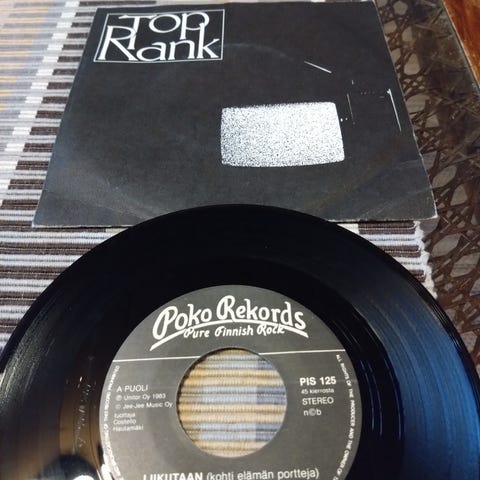 Top
Rank
Poko Rekords
Pure Finnish Rock
A PUOLI
℗ Unitor Oy 1983
© Jee-Jee Music Oy
tuottaja
Costello
Hautamäki
PIS 125
45 kierrosta
STEREO
n©b
LIIKUTAAN (kohti elämän portteja)